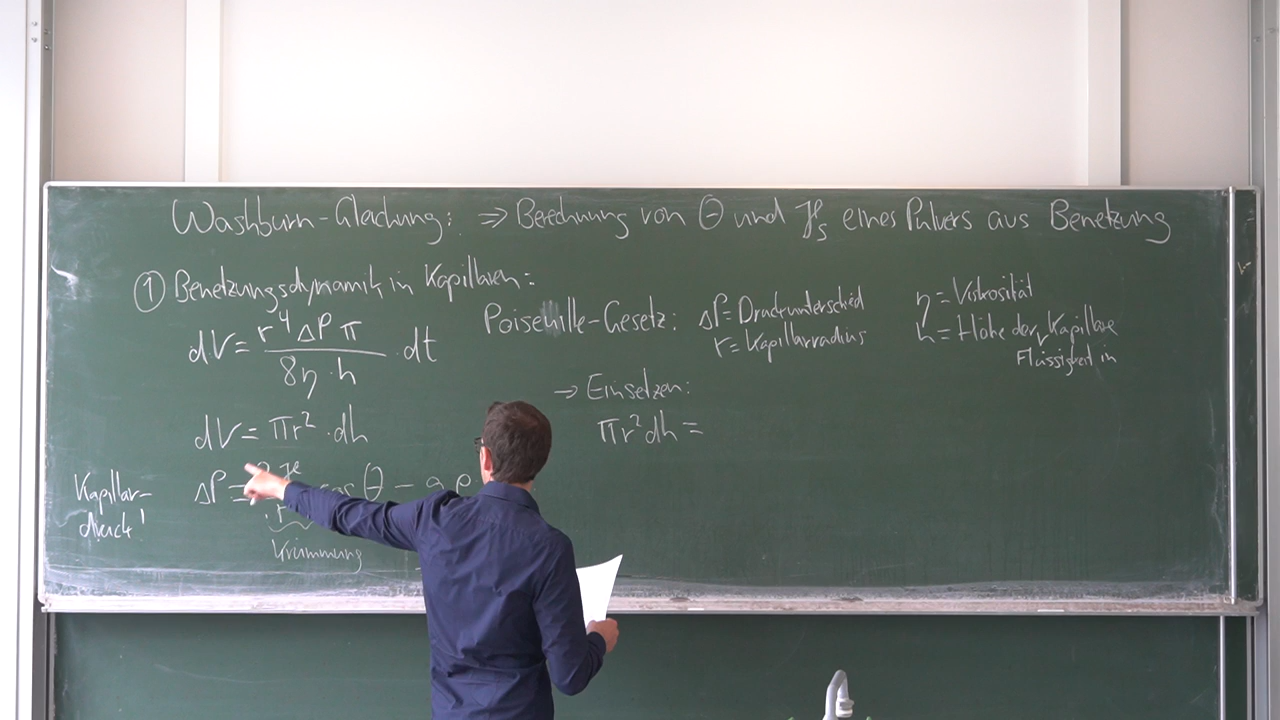 Washburn-Gleichung: ⇒ Berechnung von Θ und γ_s eines Pulvers aus Benetzung
① Benetzungsdynamik in Kapillaren:
dV = (r⁴ ΔP π)/(8η · h) · dt
Poiseuille-Gesetz: ΔP = Druckunterschied
r = Kapillarradius
η = Viskosität
h = Höhe der Kapillare
Flüssigkeit in
dV = πr² · dh
⇒ Einsetzen:
πr² dh =
Kapillar-
druck!
ΔP = cos Θ - g ρ
Krümmung